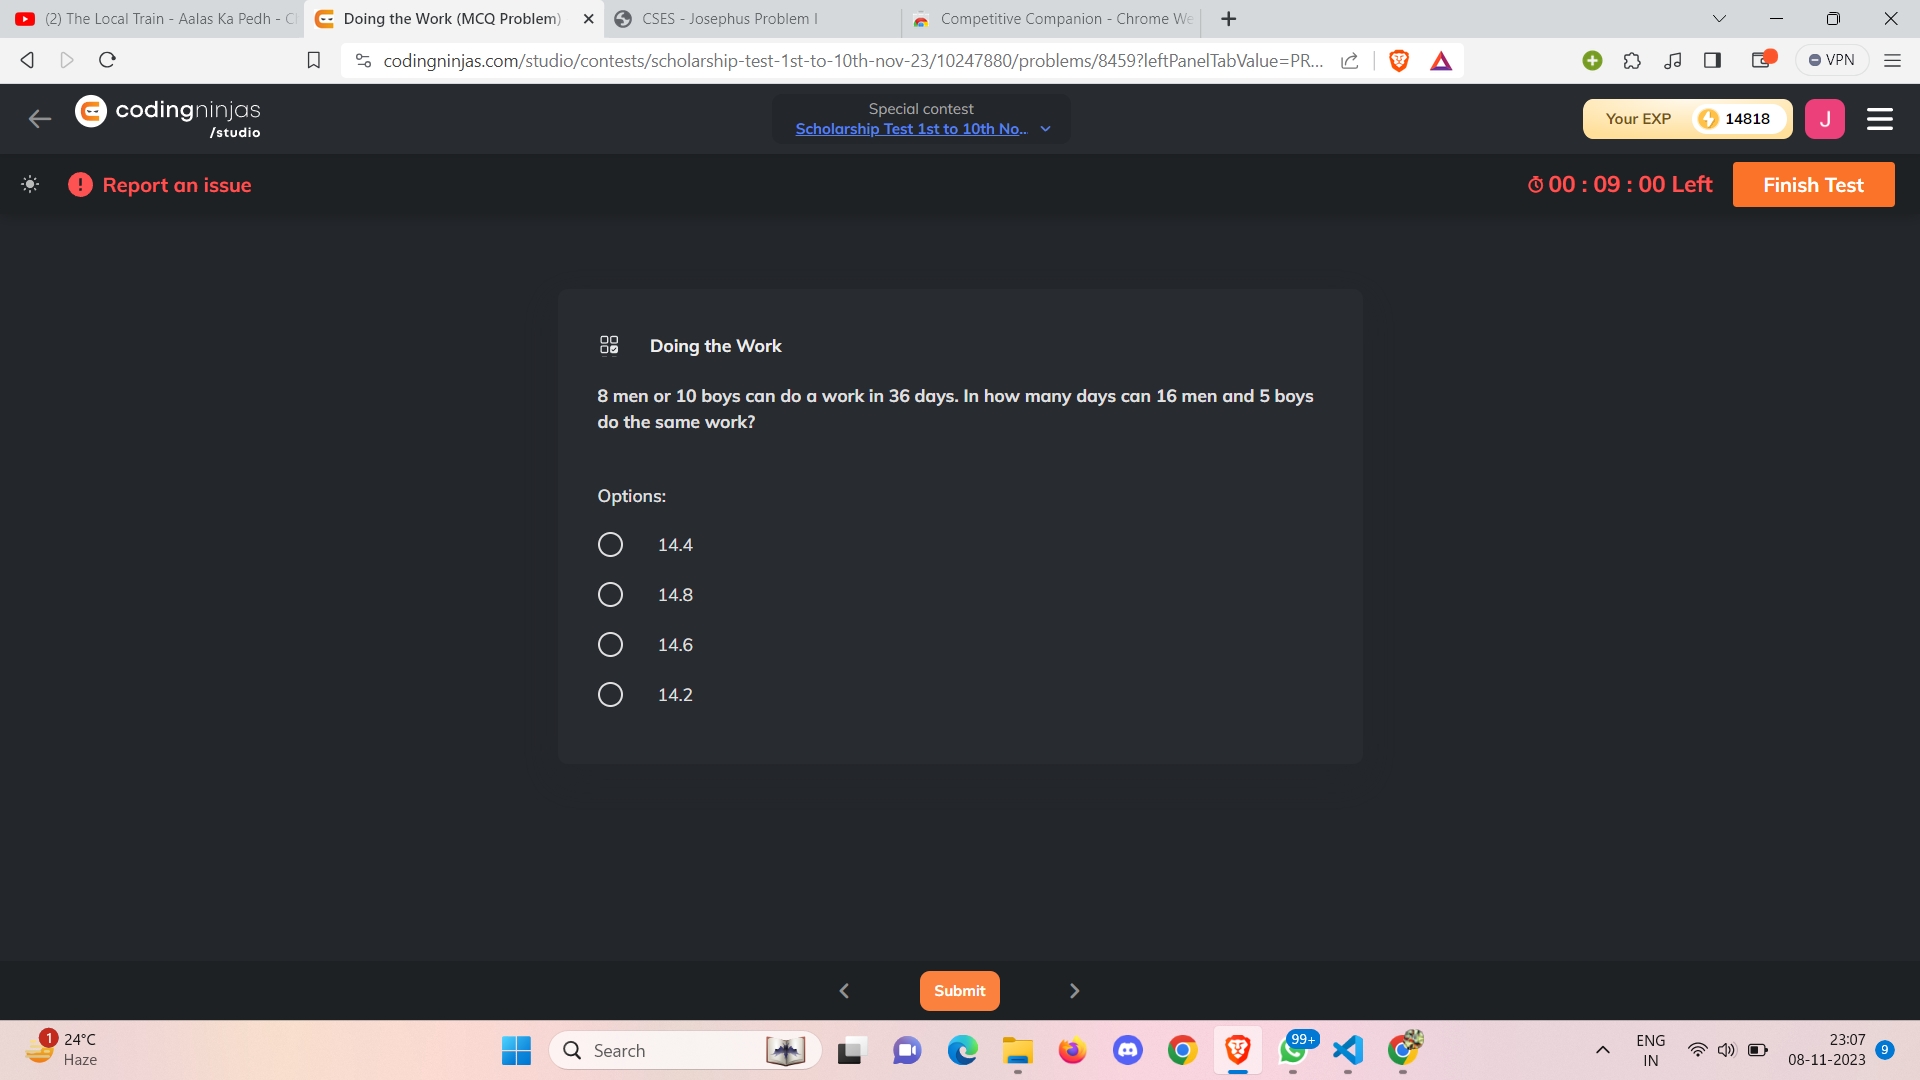 (2) The Local Train - Aalas Ka Pedh - C
Doing the Work (MCQ Problem)
CSES - Josephus Problem I
Competitive Companion - Chrome We
codingninjas.com/studio/contests/scholarship-test-1st-to-10th-nov-23/10247880/problems/8459?leftPanelTabValue=PR...
VPN
codingninjas
/studio
Special contest
Scholarship Test 1st to 10th No...
Your EXP
14818
J
Report an issue
00 : 09 : 00 Left
Finish Test
Doing the Work
8 men or 10 boys can do a work in 36 days. In how many days can 16 men and 5 boys
do the same work?
Options:
14.4
14.8
14.6
14.2
Submit
1
24°C
Haze
Search
99+
ENG
IN
23:07
08-11-2023
9